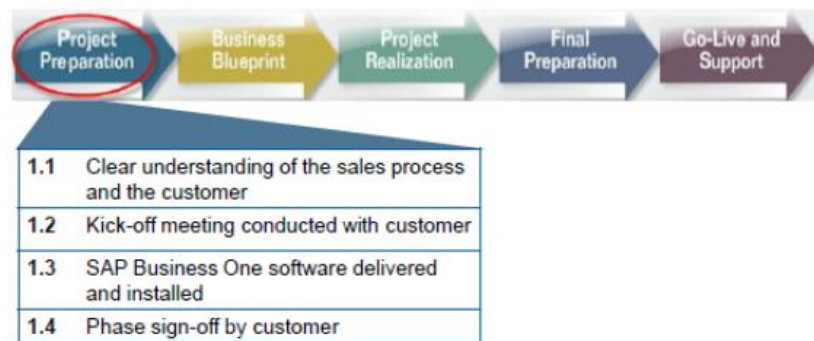 Project
Preparation
Business
Blueprint
Project
Realization
Final
Preparation
Go-Live and
Support
1.1 Clear understanding of the sales process
and the customer
1.2 Kick-off meeting conducted with customer
1.3 SAP Business One software delivered
and installed
1.4 Phase sign-off by customer